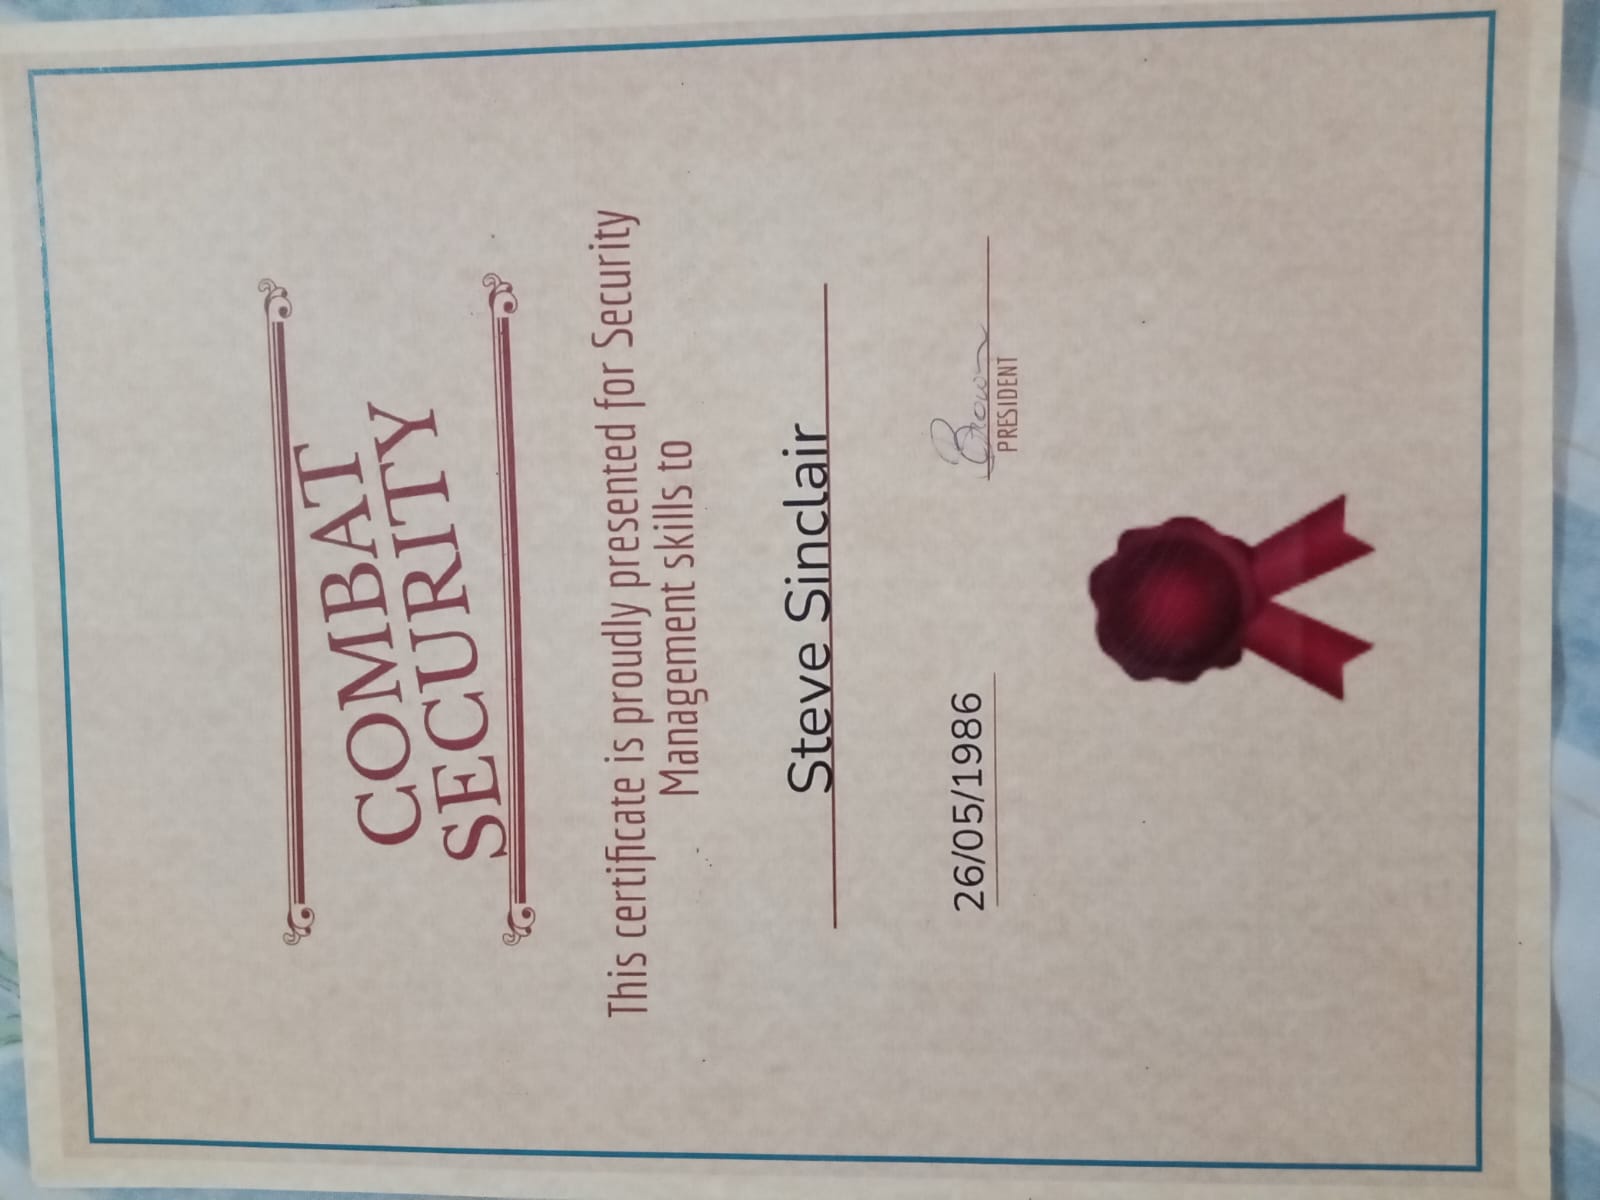 COMBAT
SECURITY
This certificate is proudly presented for Security
Management skills to
Steve Sinclair
26/05/1986
Brown
PRESIDENT